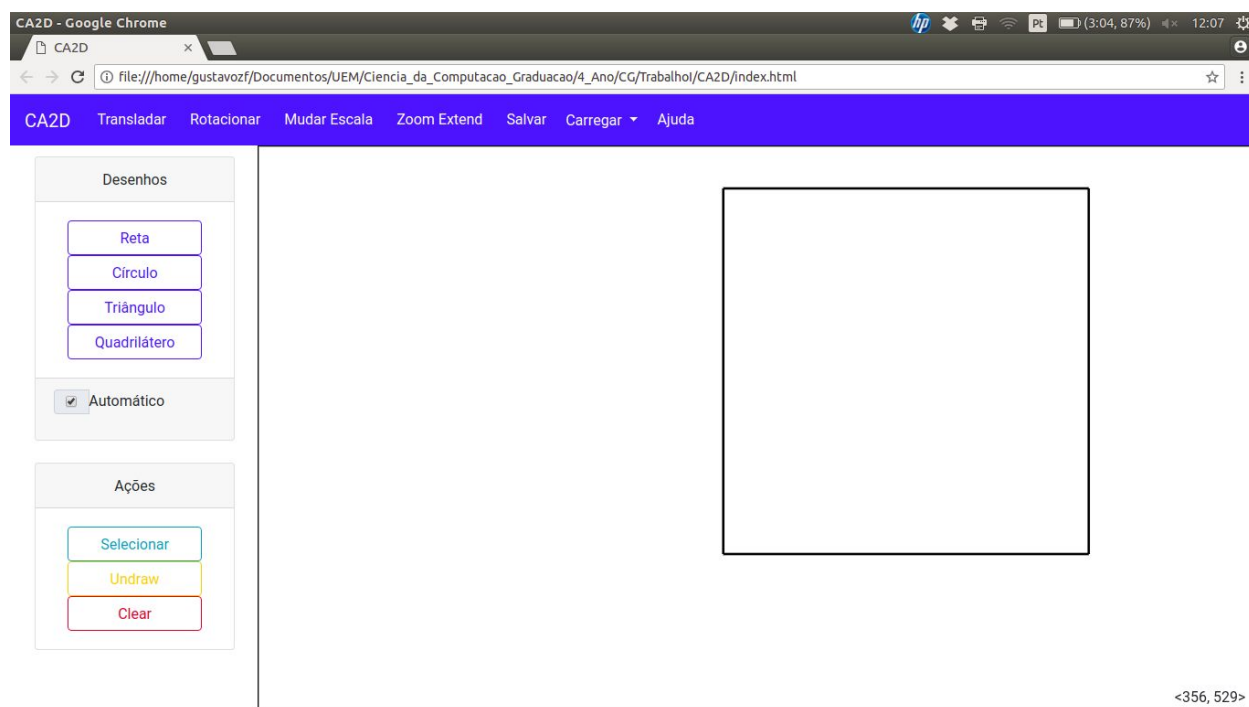 CA2D - Google Chrome
hp Pt (3:04, 87%) 12:07
CA2D ×
file:///home/gustavozf/Documentos/UEM/Ciencia_da_Computacao_Graduacao/4_Ano/CG/TrabalhoI/CA2D/index.html
CA2D Transladar Rotacionar Mudar Escala Zoom Extend Salvar Carregar Ajuda
Desenhos
Reta
Círculo
Triângulo
Quadrilátero
Automático
Ações
Selecionar
Undraw
Clear
<356, 529>